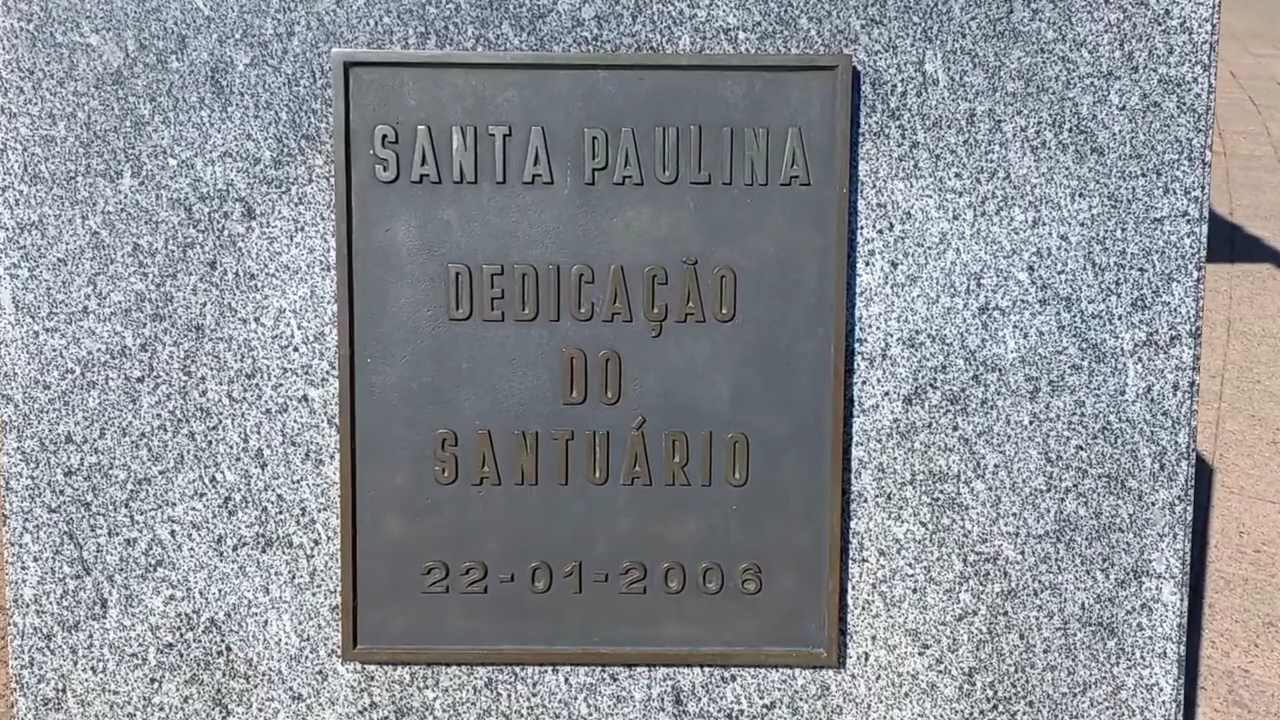 SANTA PAULINA
DEDICAÇÃO
DO
SANTUÁRIO
22-01-2006